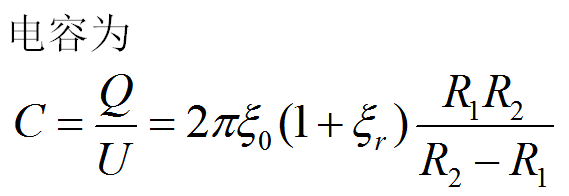 电容为
C = Q/U = 2πξ₀(1 + ξᵣ) R₁R₂/(R₂ − R₁)